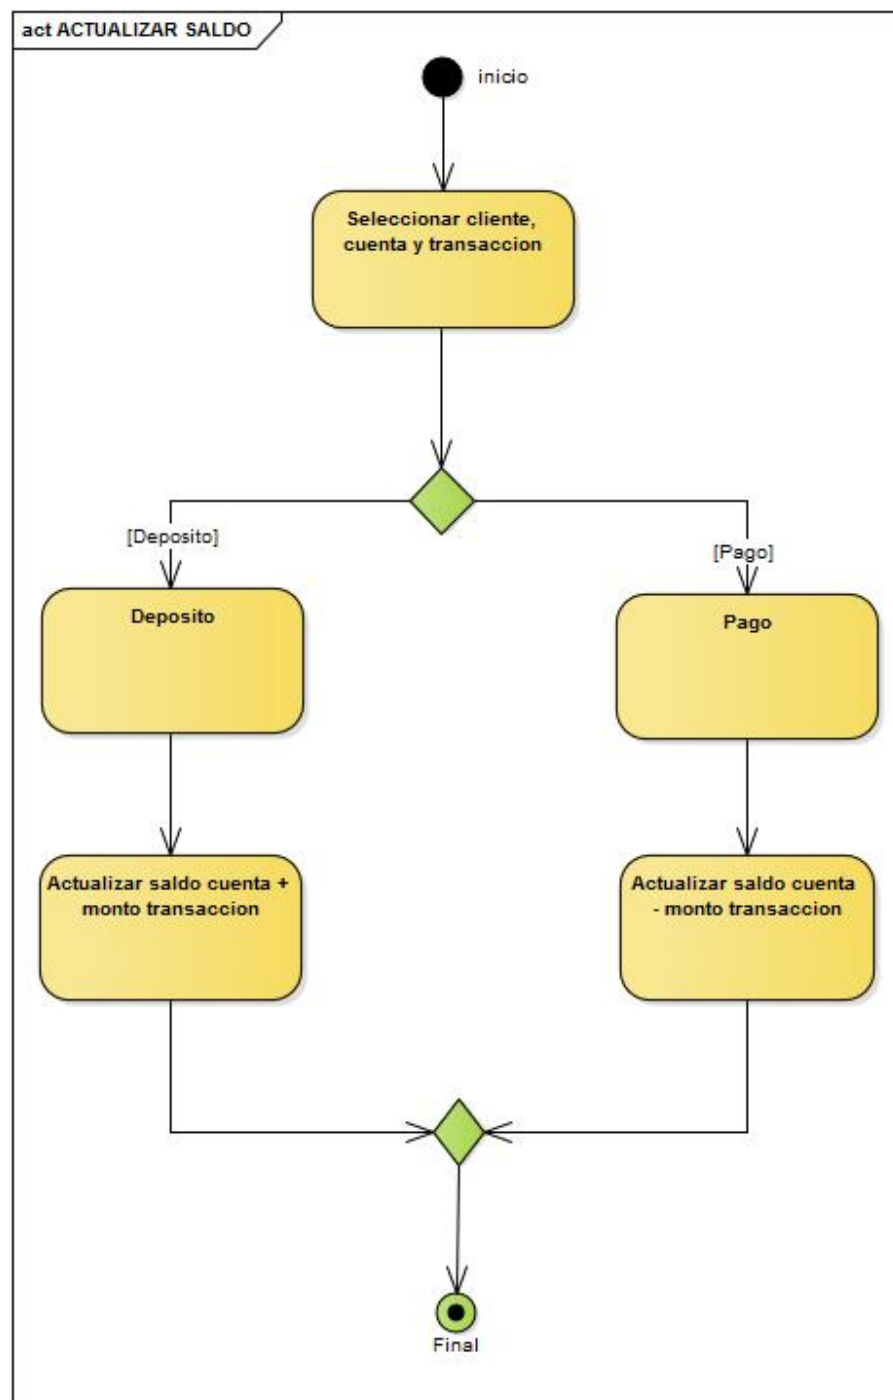 act ACTUALIZAR SALDO
inicio
Seleccionar cliente,
cuenta y transaccion
[Deposito]
[Pago]
Deposito
Pago
Actualizar saldo cuenta +
monto transaccion
Actualizar saldo cuenta
- monto transaccion
Final